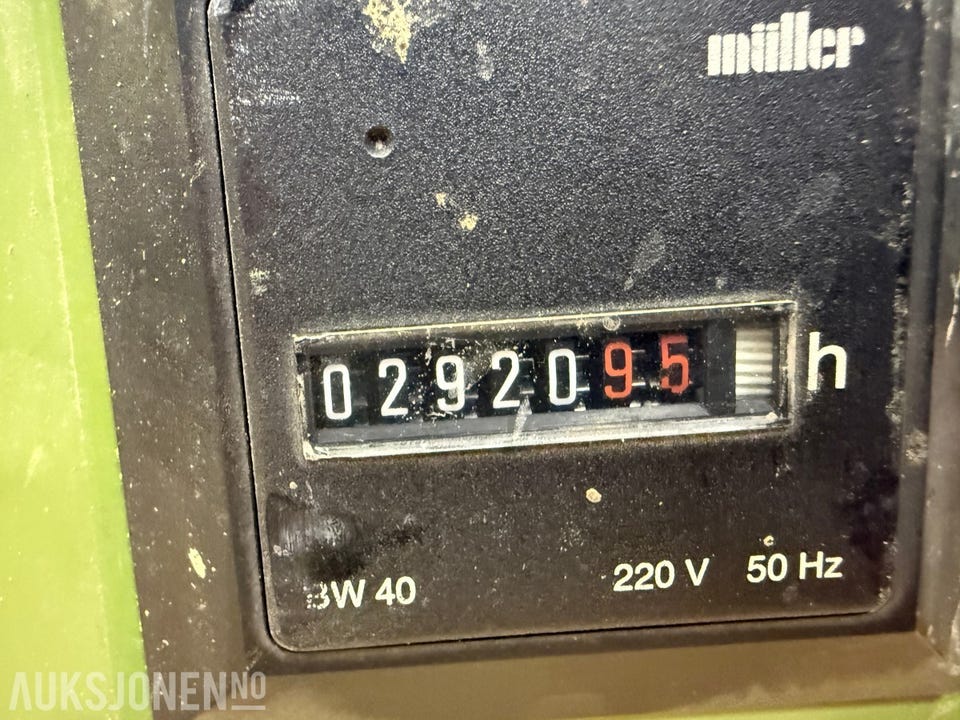 müller
0292095 h
BW 40 220 V 50 Hz
AUKSJONEN.NO